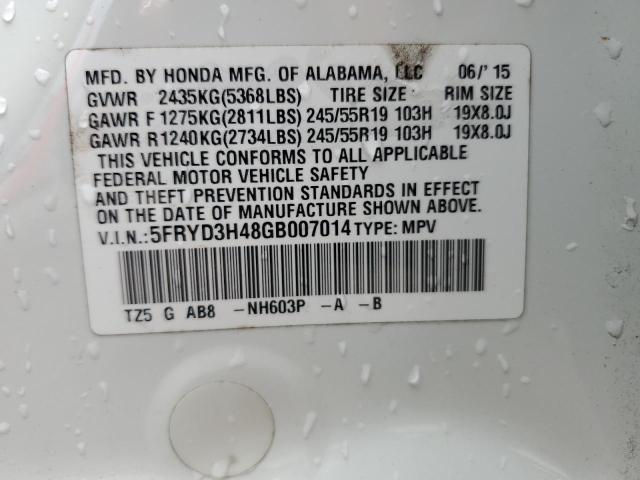 MFD. BY HONDA MFG. OF ALABAMA, LLC 06/'15
GVWR 2435KG(5368LBS) TIRE SIZE RIM SIZE
GAWR F 1275KG(2811LBS) 245/55R19 103H 19X8.0J
GAWR R1240KG(2734LBS) 245/55R19 103H 19X8.0J
THIS VEHICLE CONFORMS TO ALL APPLICABLE
FEDERAL MOTOR VEHICLE SAFETY
AND THEFT PREVENTION STANDARDS IN EFFECT
ON THE DATE OF MANUFACTURE SHOWN ABOVE.
V.I.N.:5FRYD3H48GB007014 TYPE: MPV
TZ5 G AB8 -NH603P -A -B